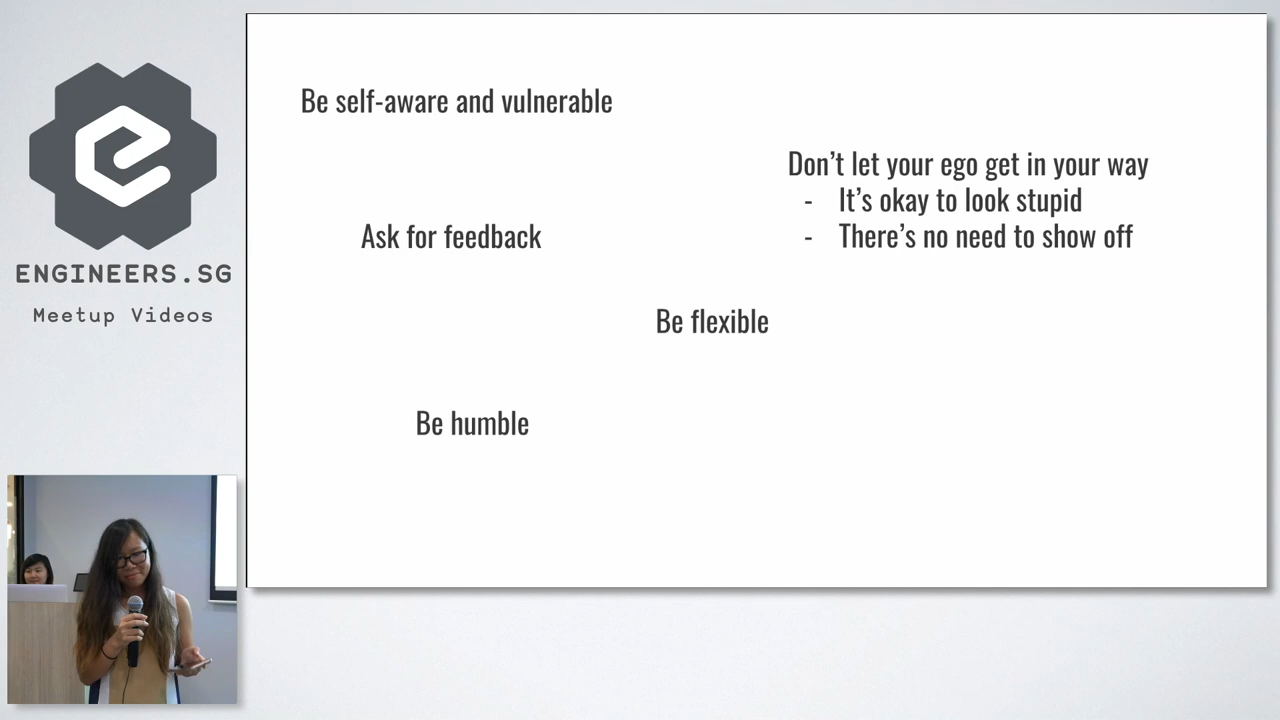 ENGINEERS.SG
Meetup Videos
Be self-aware and vulnerable
Don’t let your ego get in your way
- It’s okay to look stupid
- There’s no need to show off
Ask for feedback
Be flexible
Be humble